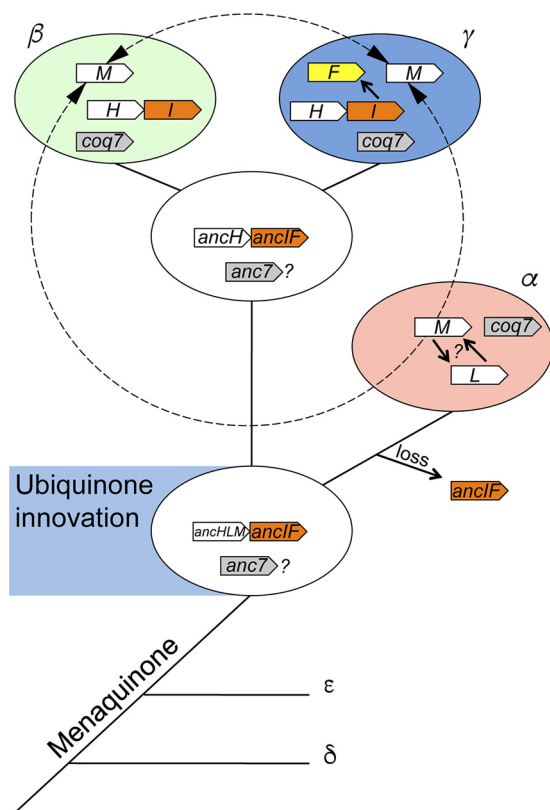 β
γ
M
F
M
H I
H I
coq7
coq7
ancH ancIF
anc7?
α
M
coq7
?
L
loss
ancIF
Ubiquinone
innovation
ancHLM ancIF
anc7?
Menaquinone
ε
δ